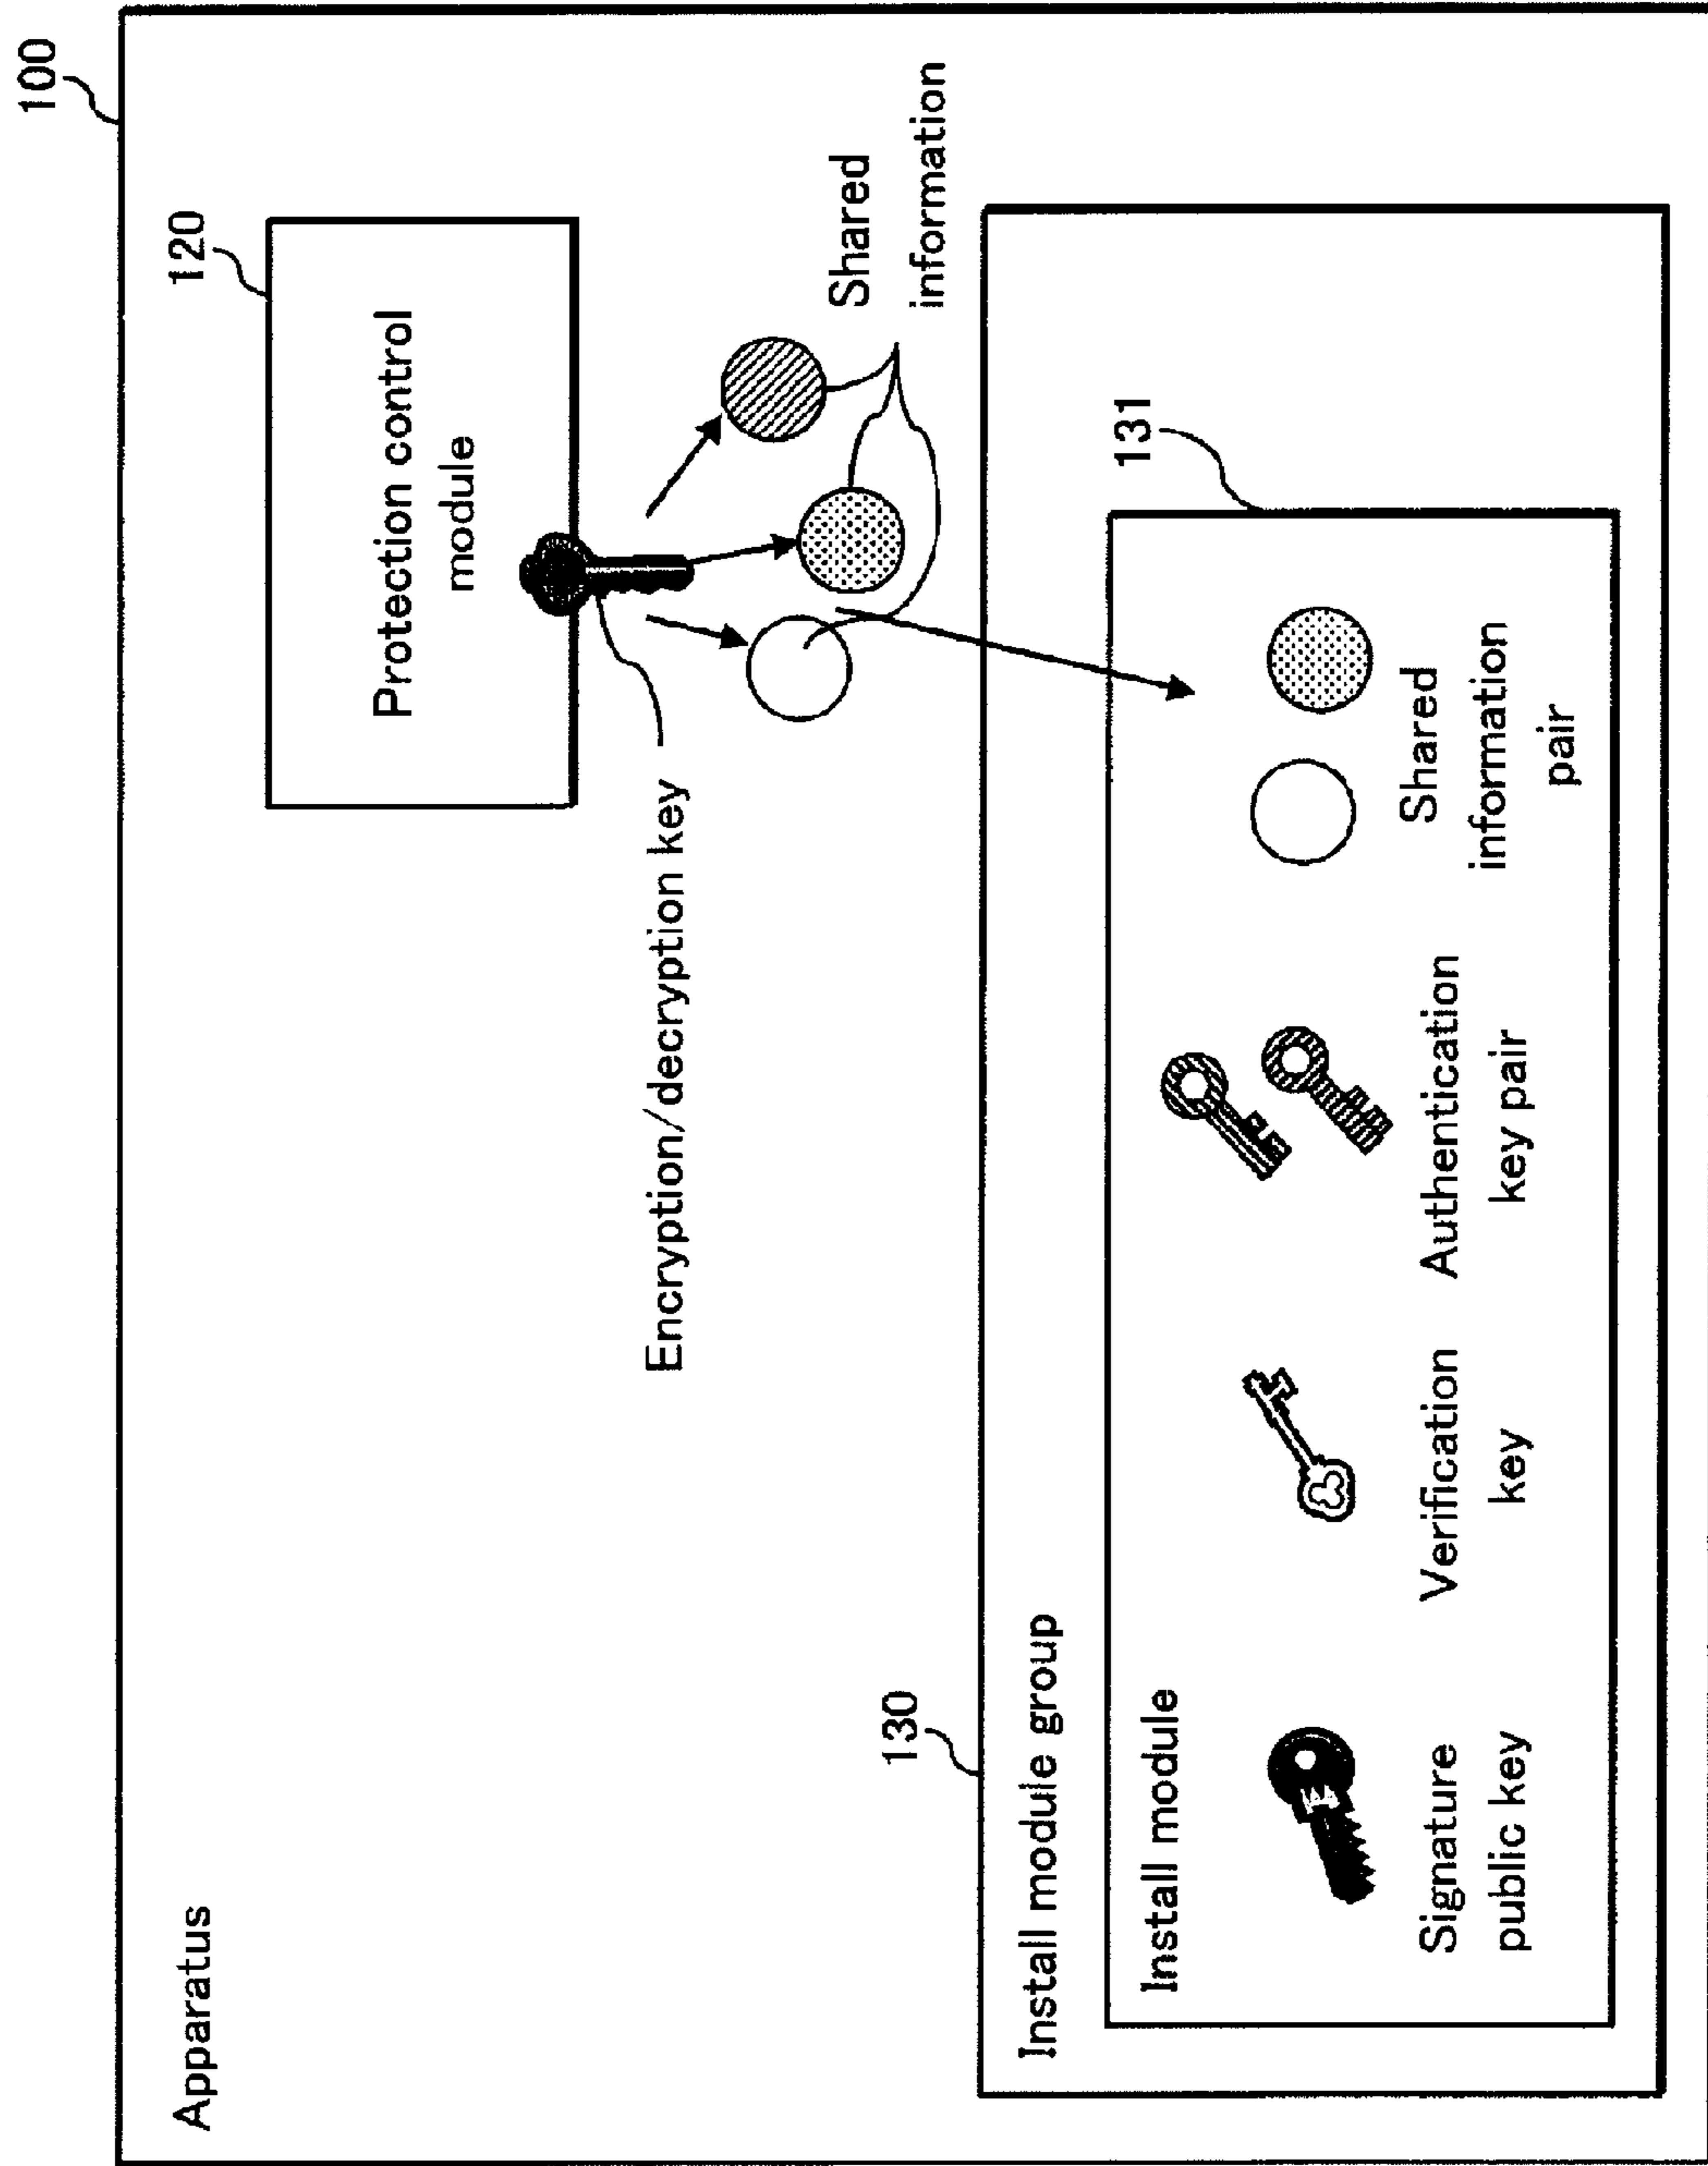 100
Apparatus
120
Protection control
module
Encryption/decryption key
Shared
information
130
Install module group
131
Install module
Signature
public key
Verification
key
Authentication
key pair
Shared
information
pair